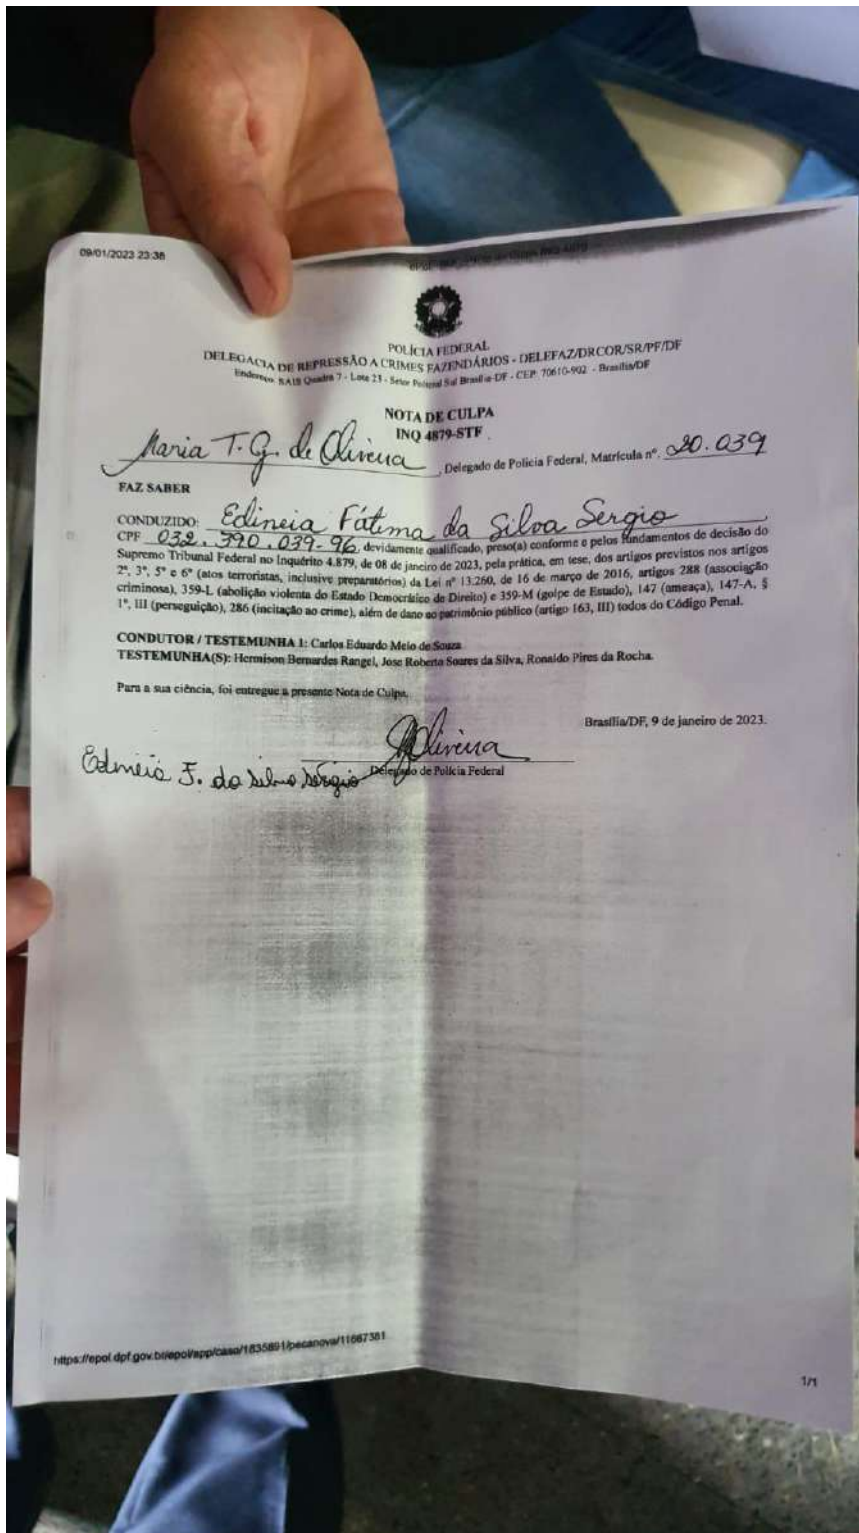 09/01/2023 23:38
POLÍCIA FEDERAL
DELEGACIA DE REPRESSÃO A CRIMES FAZENDÁRIOS - DELEFAZ/DRCOR/SR/PF/DF
Endereço: SAIS Quadra 7 - Lote 23 - Setor Policial Sul Brasília-DF - CEP: 70610-902 - Brasília/DF
NOTA DE CULPA
INQ 4879-STF
Maria T. G. de Oliveira, Delegado de Polícia Federal, Matrícula nº. 20.039
FAZ SABER
CONDUZIDO: Edineia Fátima da Silva Sergio,
CPF 032.390.039-96, devidamente qualificado, preso(a) conforme e pelos fundamentos de decisão do
Supremo Tribunal Federal no Inquérito 4.879, de 08 de janeiro de 2023, pela prática, em tese, dos artigos previstos nos artigos
2º, 3º, 5º e 6º (atos terroristas, inclusive preparatórios) da Lei nº 13.260, de 16 de março de 2016, artigos 288 (associação
criminosa), 359-L (abolição violenta do Estado Democrático de Direito) e 359-M (golpe de Estado), 147 (ameaça), 147-A, §
1º, III (perseguição), 286 (incitação ao crime), além de dano ao patrimônio público (artigo 163, III) todos do Código Penal.
CONDUTOR / TESTEMUNHA 1: Carlos Eduardo Melo de Souza
TESTEMUNHA(S): Hermison Bernardes Rangel, Jose Roberto Soares da Silva, Ronaldo Pires da Rocha.
Para a sua ciência, foi entregue a presente Nota de Culpa.
Brasília/DF, 9 de janeiro de 2023.
Oliveira
Edineia F. da Silva Sérgio
Delegado de Polícia Federal
https://epol.dpf.gov.br/epol/app/caso/1835891/pecanova/11667381
1/1